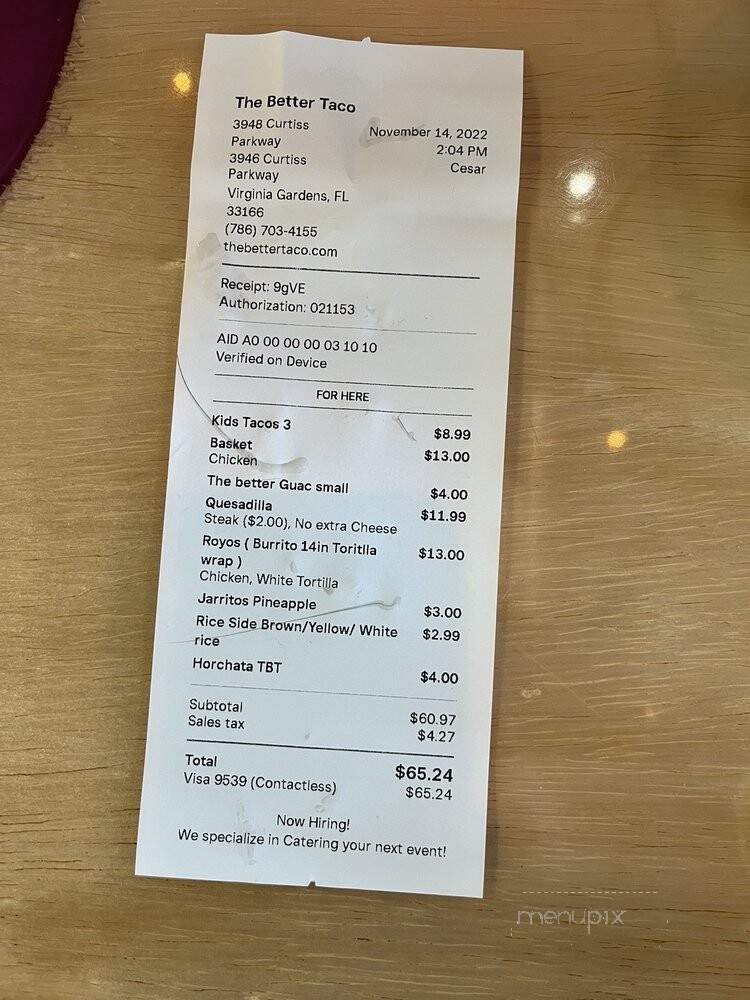 The Better Taco
3948 Curtiss
Parkway
3946 Curtiss
Parkway
Virginia Gardens, FL
33166
(786) 703-4155
thebettertaco.com
November 14, 2022
2:04 PM
Cesar
Receipt: 9gVE
Authorization: 021153
AID A0 00 00 00 03 10 10
Verified on Device
FOR HERE
Kids Tacos 3 $8.99
Basket $13.00
Chicken
The better Guac small $4.00
Quesadilla $11.99
Steak ($2.00), No extra Cheese
Royos ( Burrito 14in Toritlla $13.00
wrap )
Chicken, White Tortilla
Jarritos Pineapple $3.00
Rice Side Brown/Yellow/ White $2.99
rice
Horchata TBT $4.00
Subtotal $60.97
Sales tax $4.27
Total $65.24
Visa 9539 (Contactless) $65.24
Now Hiring!
We specialize in Catering your next event!
menupix